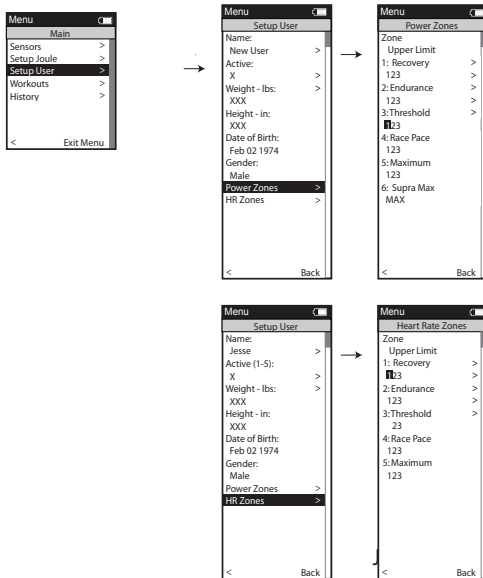 Menu
Main
Sensors >
Setup Joule >
Setup User >
Workouts >
History >
< Exit Menu
Menu
Setup User
Name:
New User >
Active:
X >
Weight - lbs: >
XXX
Height - in:
XXX
Date of Birth:
Feb 02 1974
Gender:
Male
Power Zones >
HR Zones >
< Back
Menu
Power Zones
Zone
Upper Limit
1: Recovery >
123 >
2: Endurance >
123 >
3: Threshold >
123
4: Race Pace
123
5: Maximum
123
6: Supra Max
MAX
< Back
Menu
Setup User
Name:
Jesse >
Active (1-5):
X >
Weight - lbs: >
XXX
Height - in:
XXX
Date of Birth:
Feb 02 1974
Gender:
Male
Power Zones >
HR Zones >
< Back
Menu
Heart Rate Zones
Zone
Upper Limit
1: Recovery >
123 >
2: Endurance >
123 >
3: Threshold >
23
4: Race Pace
123
5: Maximum
123
< Back